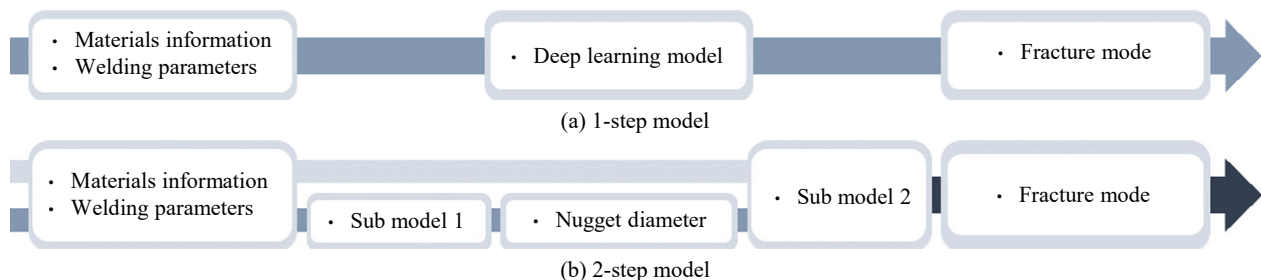 · Materials information
· Welding parameters
· Deep learning model
· Fracture mode
(a) 1-step model
· Materials information
· Welding parameters
· Sub model 1
· Nugget diameter
· Sub model 2
· Fracture mode
(b) 2-step model